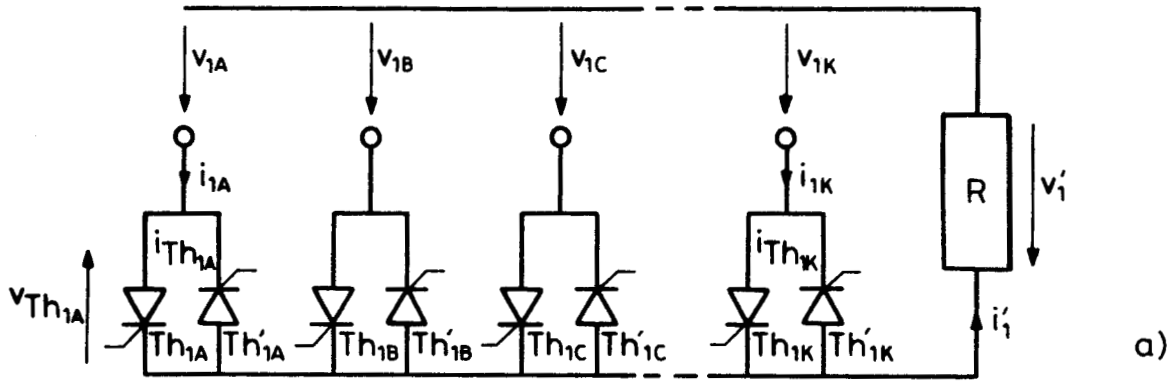 v₁A v₁B v₁C v₁K
i₁A i₁K R v₁′
iTh₁A iTh₁K
vTh₁A Th₁A Th′₁A Th₁B Th′₁B Th₁C Th′₁C Th₁K Th′₁K i₁′ a)